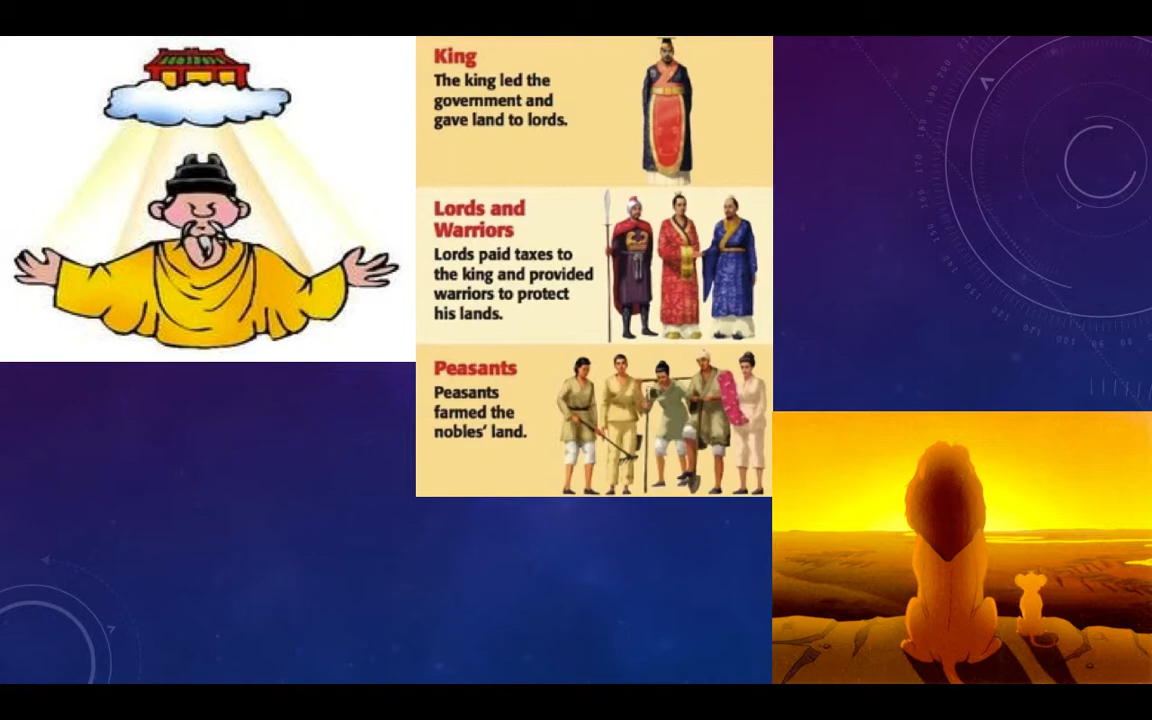 King
The king led the
government and
gave land to lords.
Lords and
Warriors
Lords paid taxes to
the king and provided
warriors to protect
his lands.
Peasants
Peasants
farmed the
nobles’ land.